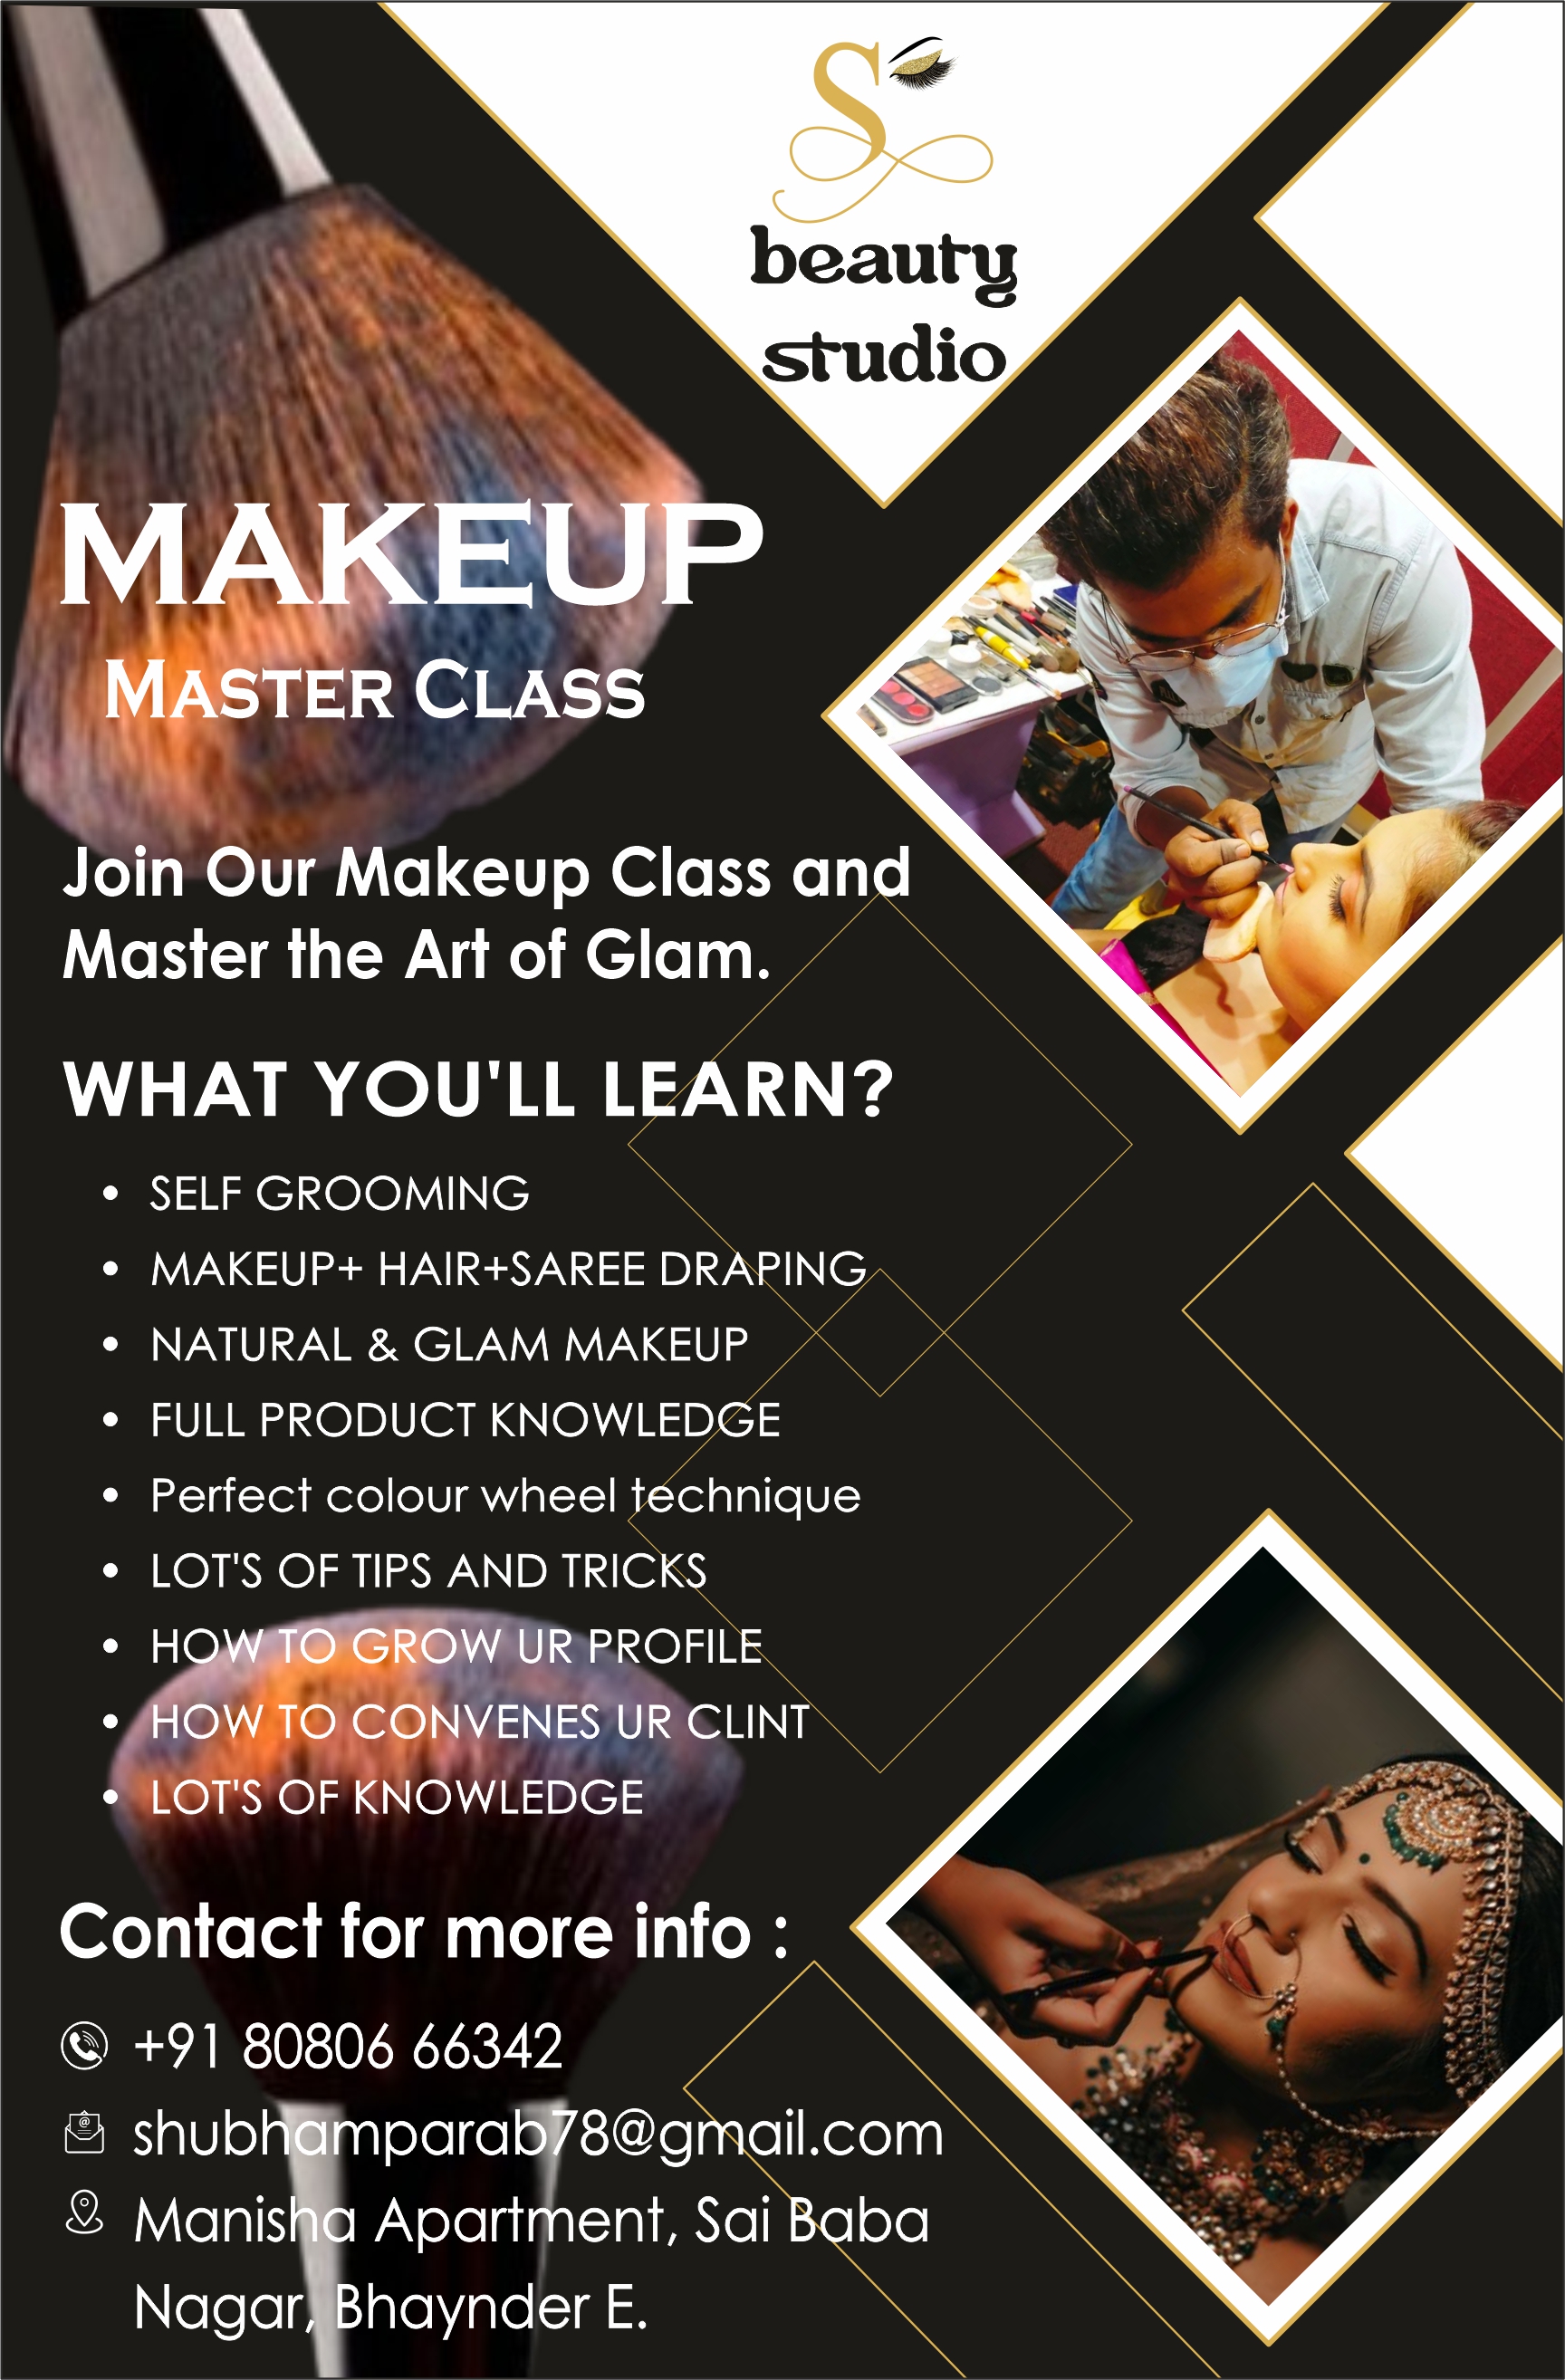 S
beauty
studio
MAKEUP
MASTER CLASS
Join Our Makeup Class and
Master the Art of Glam.
WHAT YOU'LL LEARN?
• SELF GROOMING
• MAKEUP+ HAIR+SAREE DRAPING
• NATURAL & GLAM MAKEUP
• FULL PRODUCT KNOWLEDGE
• Perfect colour wheel technique
• LOT'S OF TIPS AND TRICKS
• HOW TO GROW UR PROFILE
• HOW TO CONVENES UR CLINT
• LOT'S OF KNOWLEDGE
Contact for more info :
+91 80806 66342
shubhamparab78@gmail.com
Manisha Apartment, Sai Baba
Nagar, Bhaynder E.